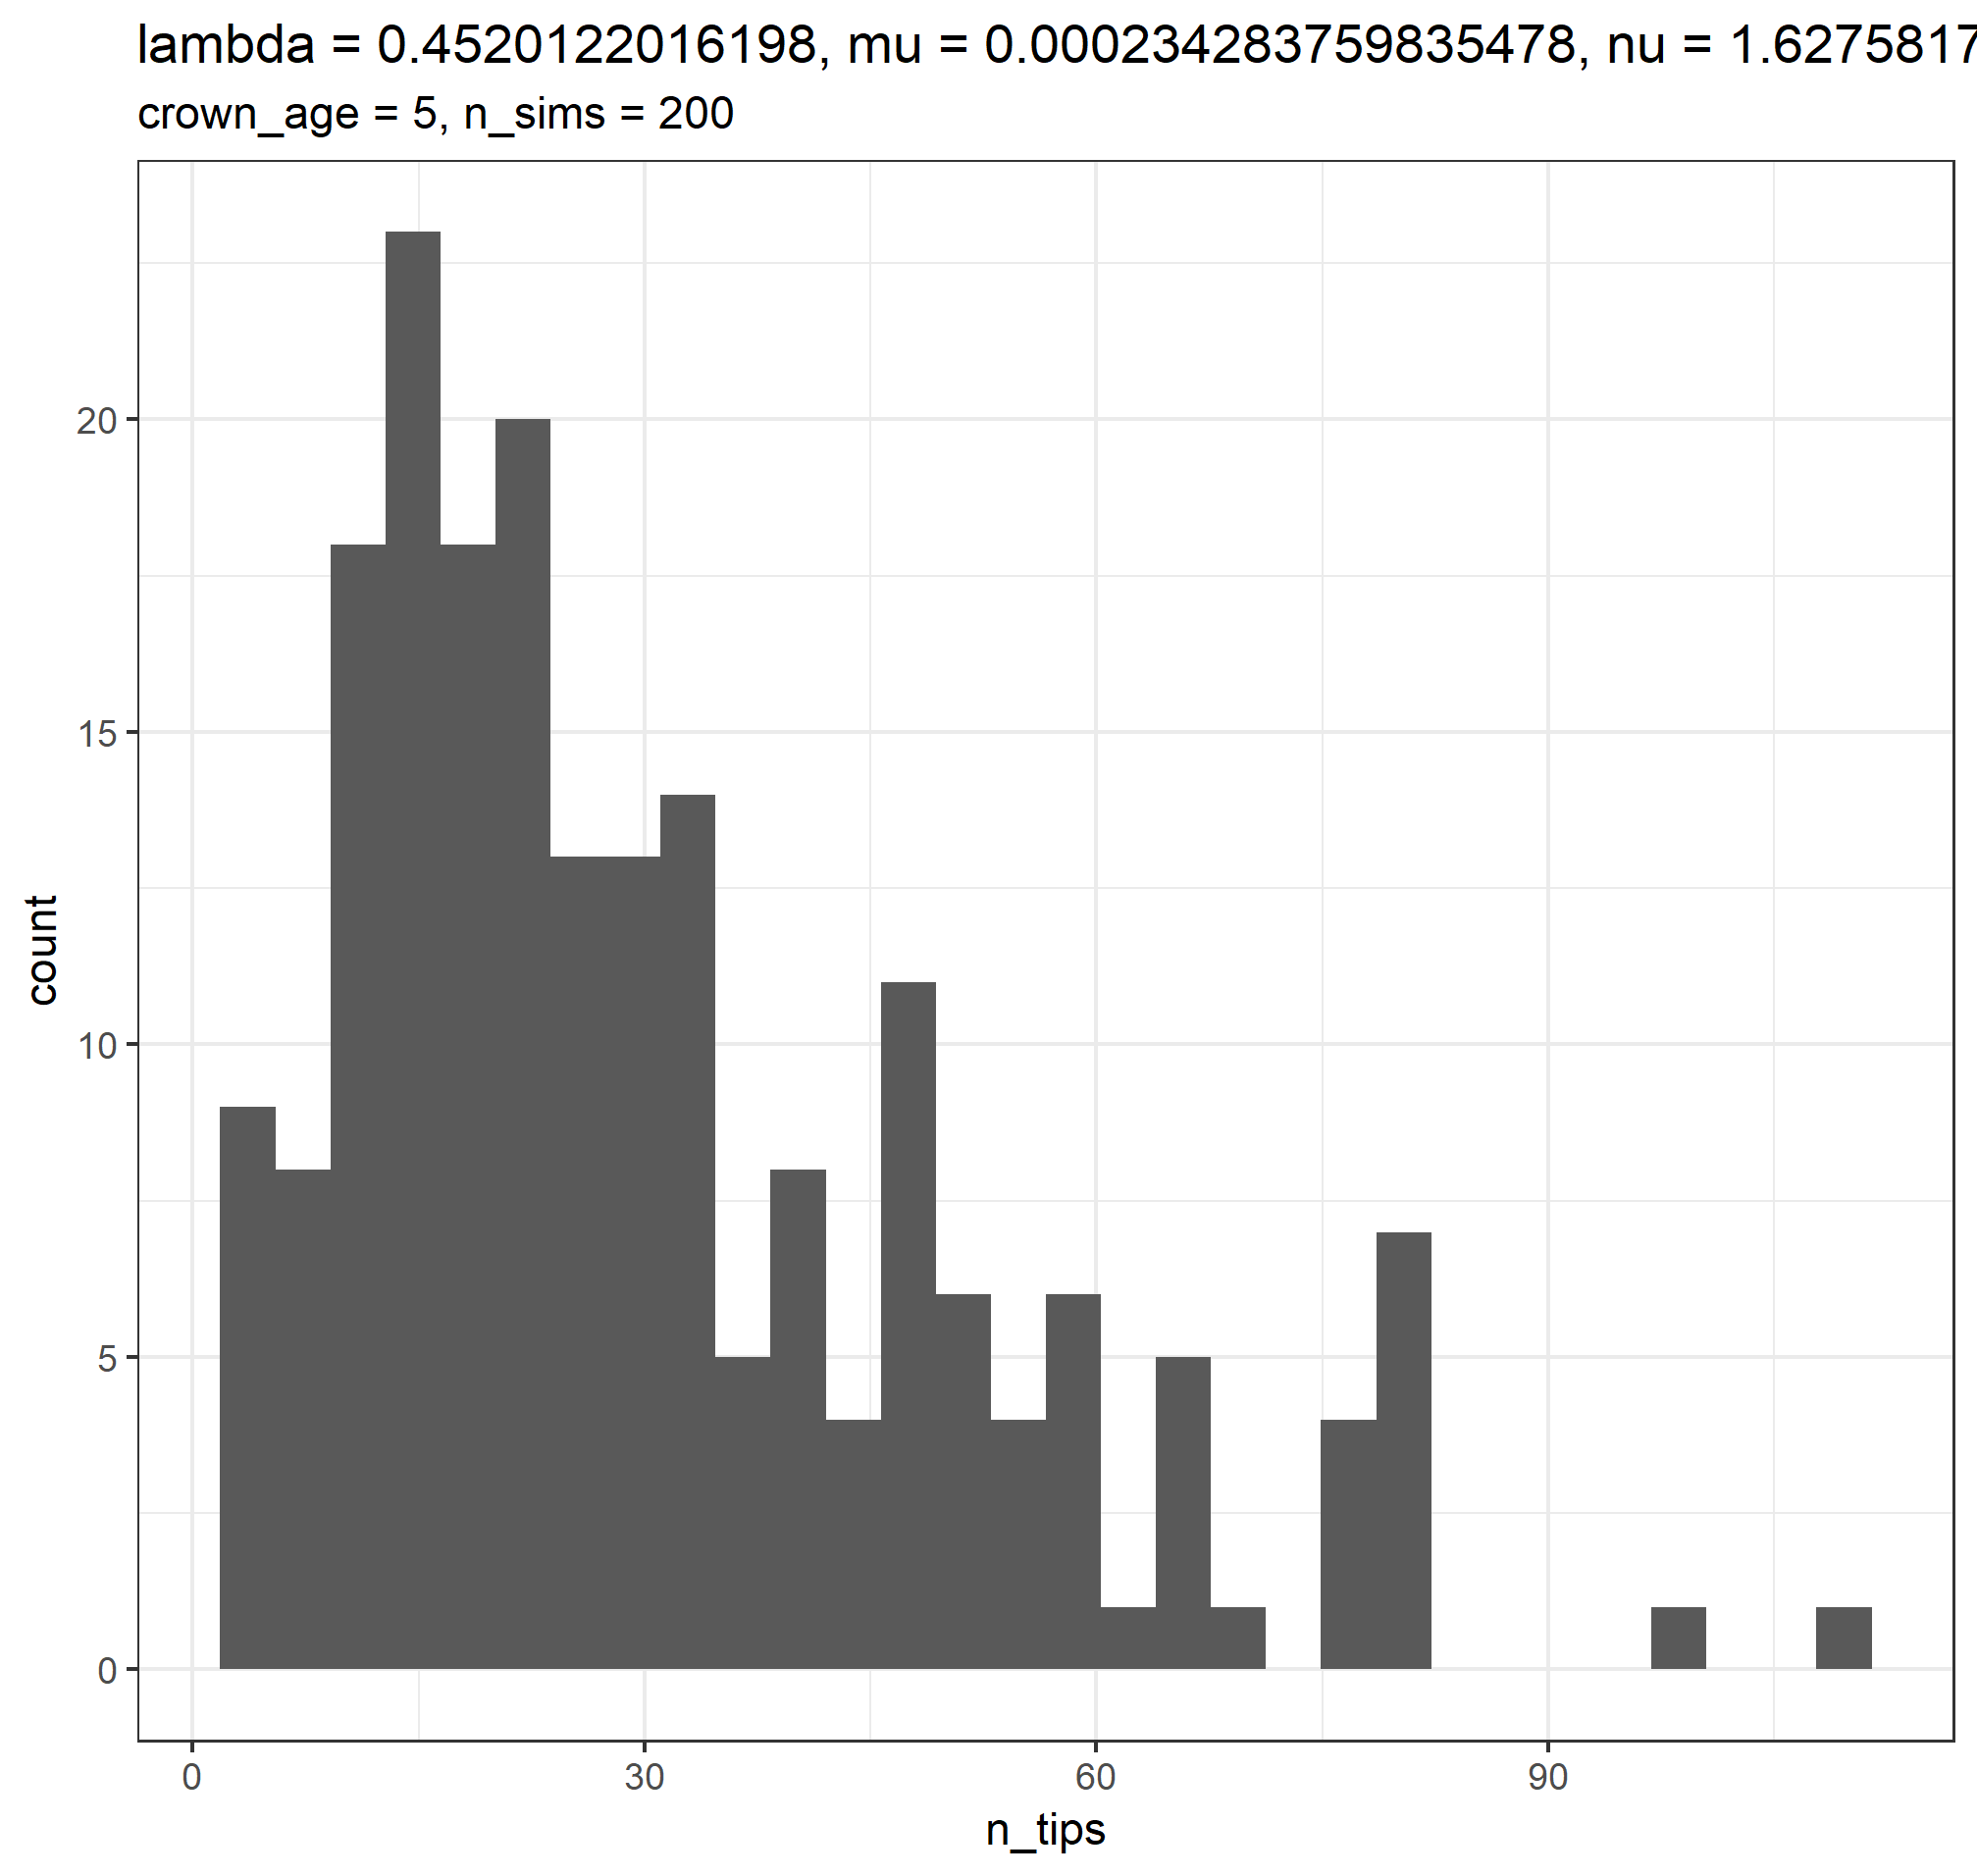 lambda = 0.4520122016198, mu = 0.000234283759835478, nu = 1.6275817
crown_age = 5, n_sims = 200
count
20
15
10
5
0
0 30 60 90
n_tips